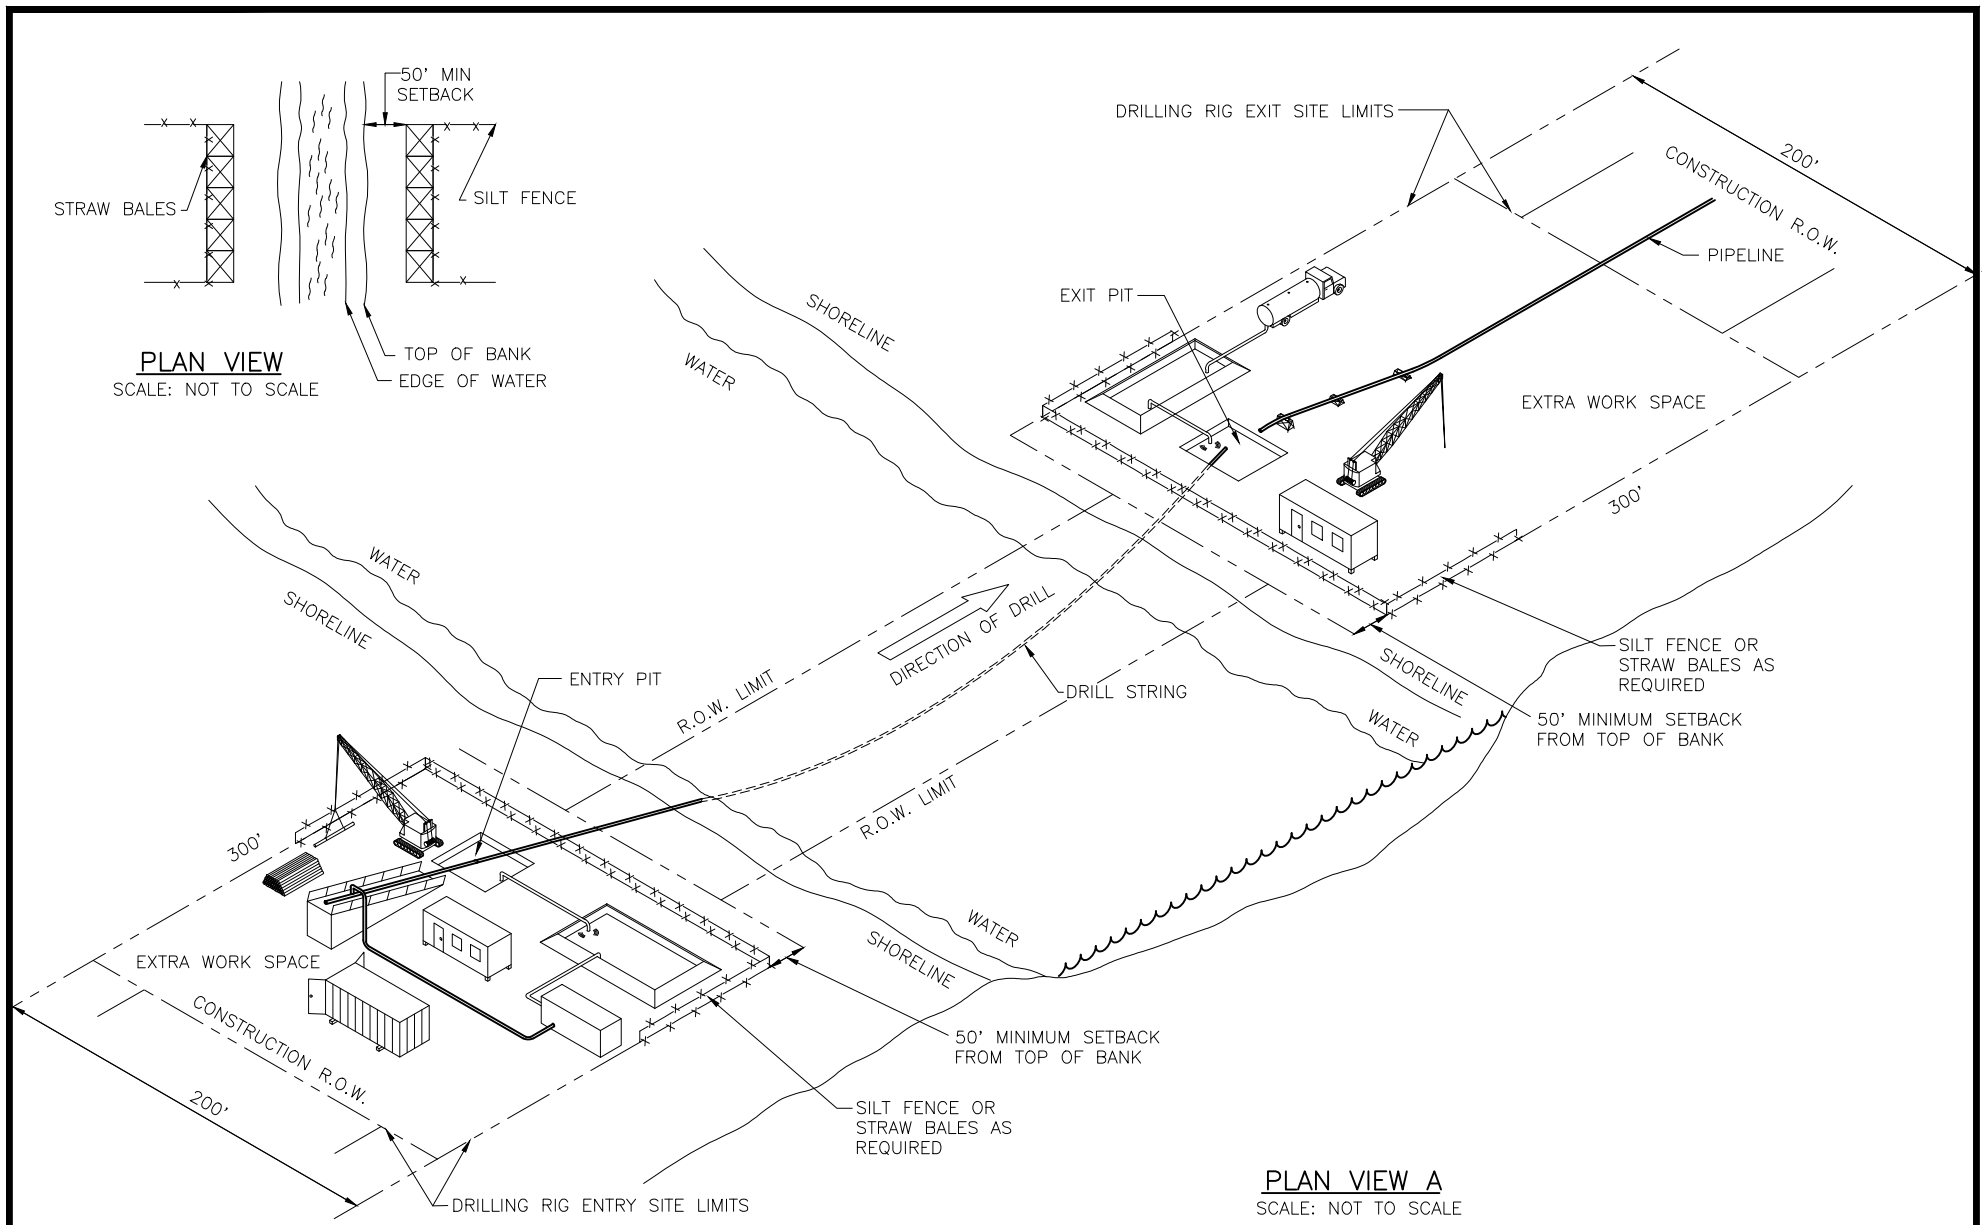 50' MIN
SETBACK
STRAW BALES
SILT FENCE
TOP OF BANK
EDGE OF WATER
PLAN VIEW
SCALE: NOT TO SCALE
DRILLING RIG EXIT SITE LIMITS
200'
CONSTRUCTION R.O.W.
PIPELINE
EXIT PIT
SHORELINE
WATER
EXTRA WORK SPACE
300'
WATER
SHORELINE
DIRECTION OF DRILL
SILT FENCE OR
STRAW BALES AS
REQUIRED
SHORELINE
50' MINIMUM SETBACK
FROM TOP OF BANK
WATER
ENTRY PIT
R.O.W. LIMIT
DRILL STRING
R.O.W. LIMIT
300'
WATER
SHORELINE
EXTRA WORK SPACE
CONSTRUCTION R.O.W.
200'
50' MINIMUM SETBACK
FROM TOP OF BANK
SILT FENCE OR
STRAW BALES AS
REQUIRED
DRILLING RIG ENTRY SITE LIMITS
PLAN VIEW A
SCALE: NOT TO SCALE